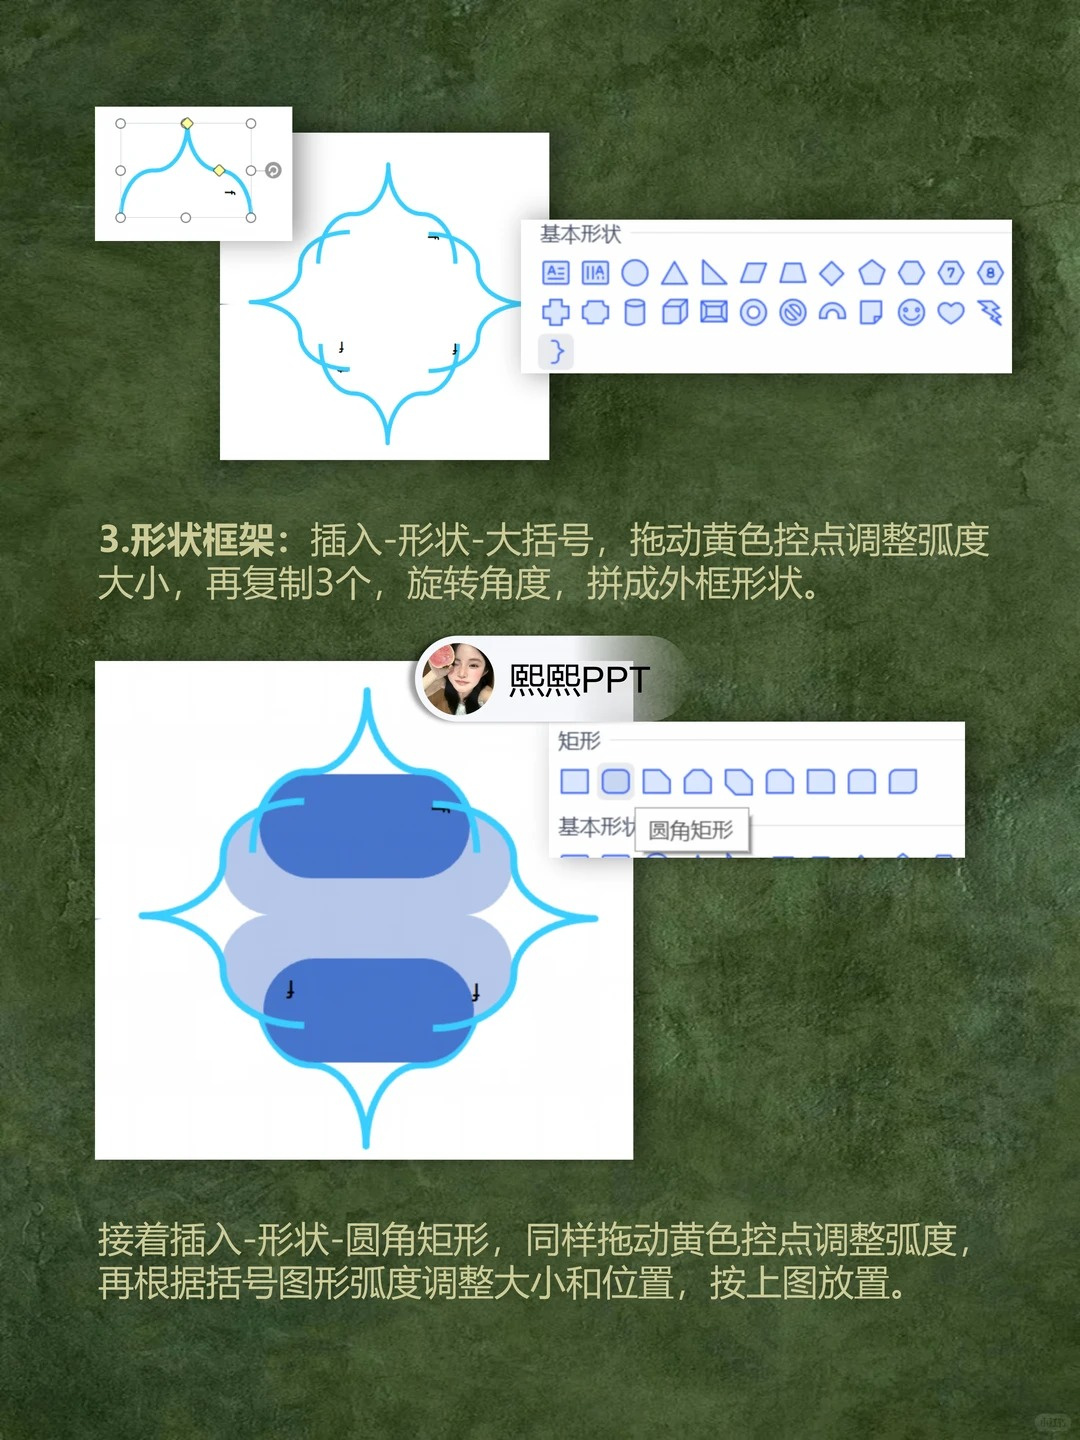 基本形状
A
A
7
8
3.形状框架：插入-形状-大括号，拖动黄色控点调整弧度
大小，再复制3个，旋转角度，拼成外框形状。
熙熙PPT
矩形
基本形状
圆角矩形
接着插入-形状-圆角矩形，同样拖动黄色控点调整弧度，
再根据括号图形弧度调整大小和位置，按上图放置。